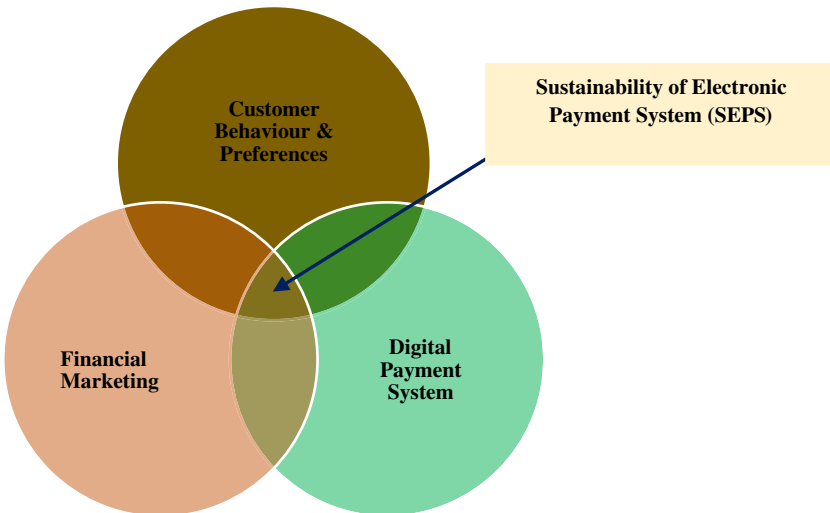 Customer
Behaviour &
Preferences
Sustainability of Electronic
Payment System (SEPS)
Financial
Marketing
Digital
Payment
System